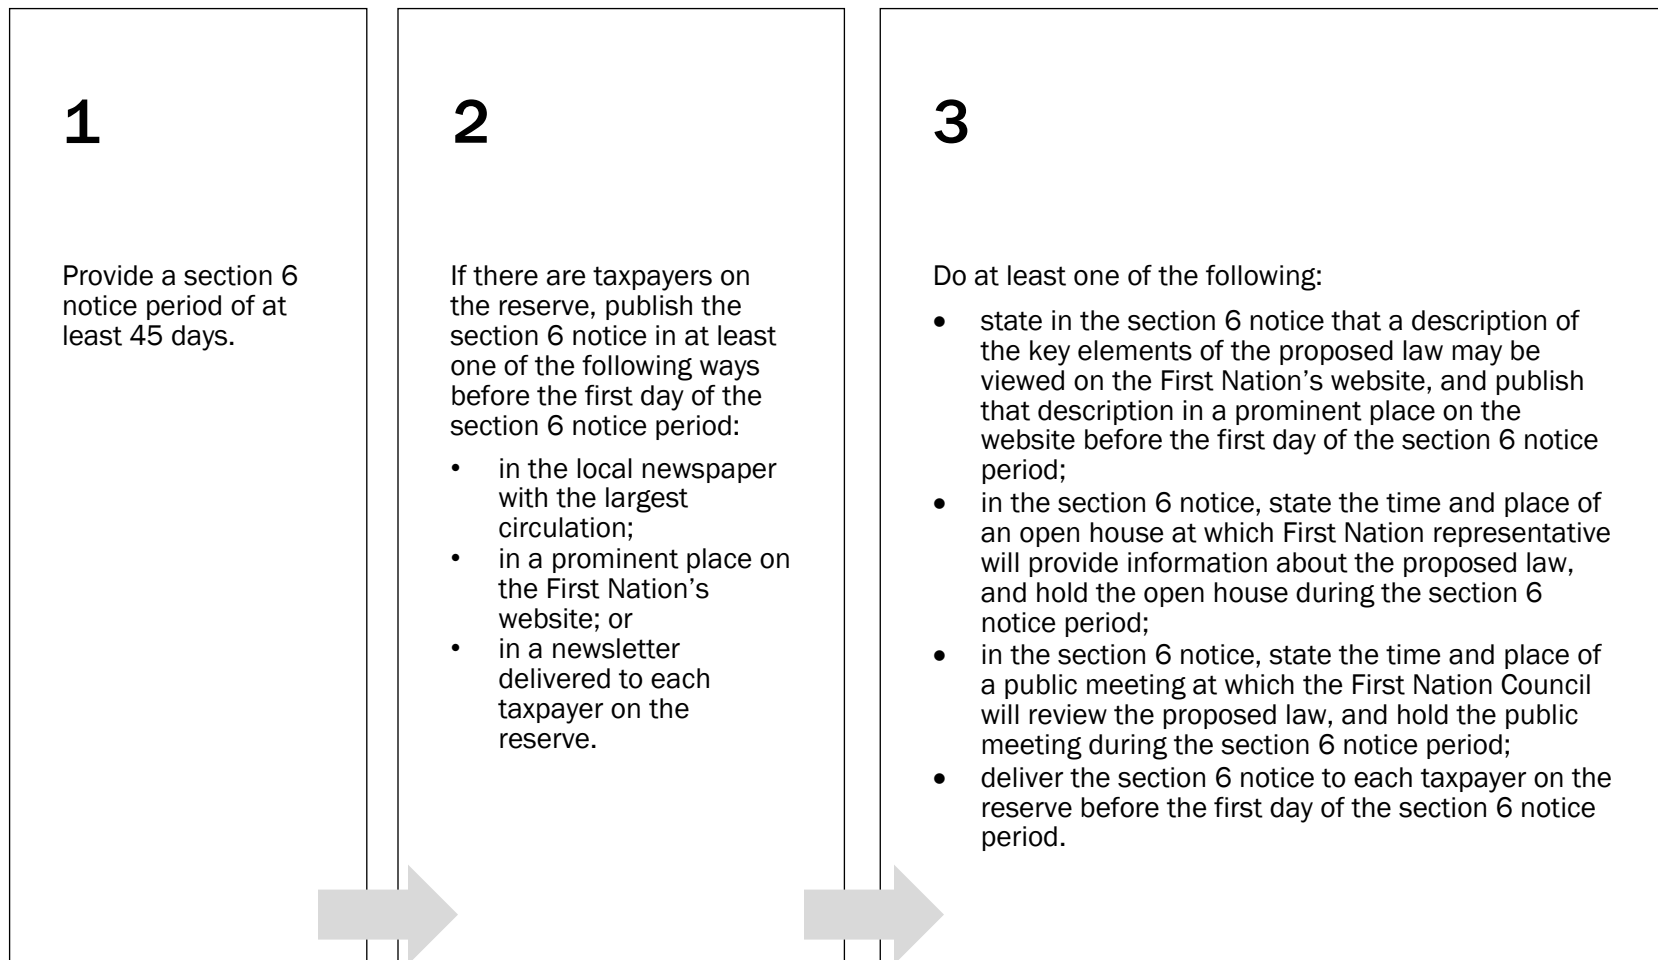 1
Provide a section 6
notice period of at
least 45 days.
2
If there are taxpayers on
the reserve, publish the
section 6 notice in at least
one of the following ways
before the first day of the
section 6 notice period:
• in the local newspaper
with the largest
circulation;
• in a prominent place on
the First Nation’s
website; or
• in a newsletter
delivered to each
taxpayer on the
reserve.
3
Do at least one of the following:
• state in the section 6 notice that a description of
the key elements of the proposed law may be
viewed on the First Nation’s website, and publish
that description in a prominent place on the
website before the first day of the section 6 notice
period;
• in the section 6 notice, state the time and place of
an open house at which First Nation representative
will provide information about the proposed law,
and hold the open house during the section 6
notice period;
• in the section 6 notice, state the time and place of
a public meeting at which the First Nation Council
will review the proposed law, and hold the public
meeting during the section 6 notice period;
• deliver the section 6 notice to each taxpayer on the
reserve before the first day of the section 6 notice
period.